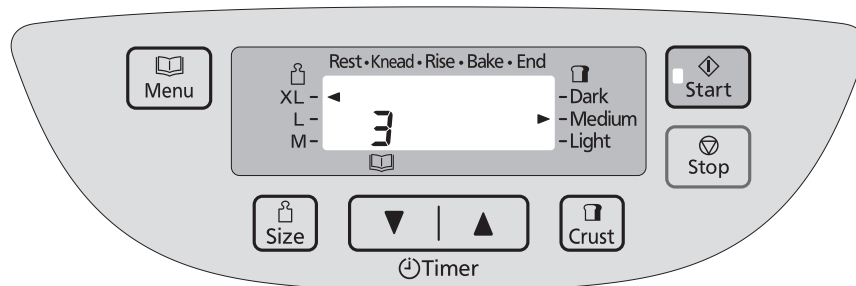 Menu
Rest • Knead • Rise • Bake • End
XL
L
M
3
Dark
Medium
Light
Start
Stop
Size
Timer
Crust